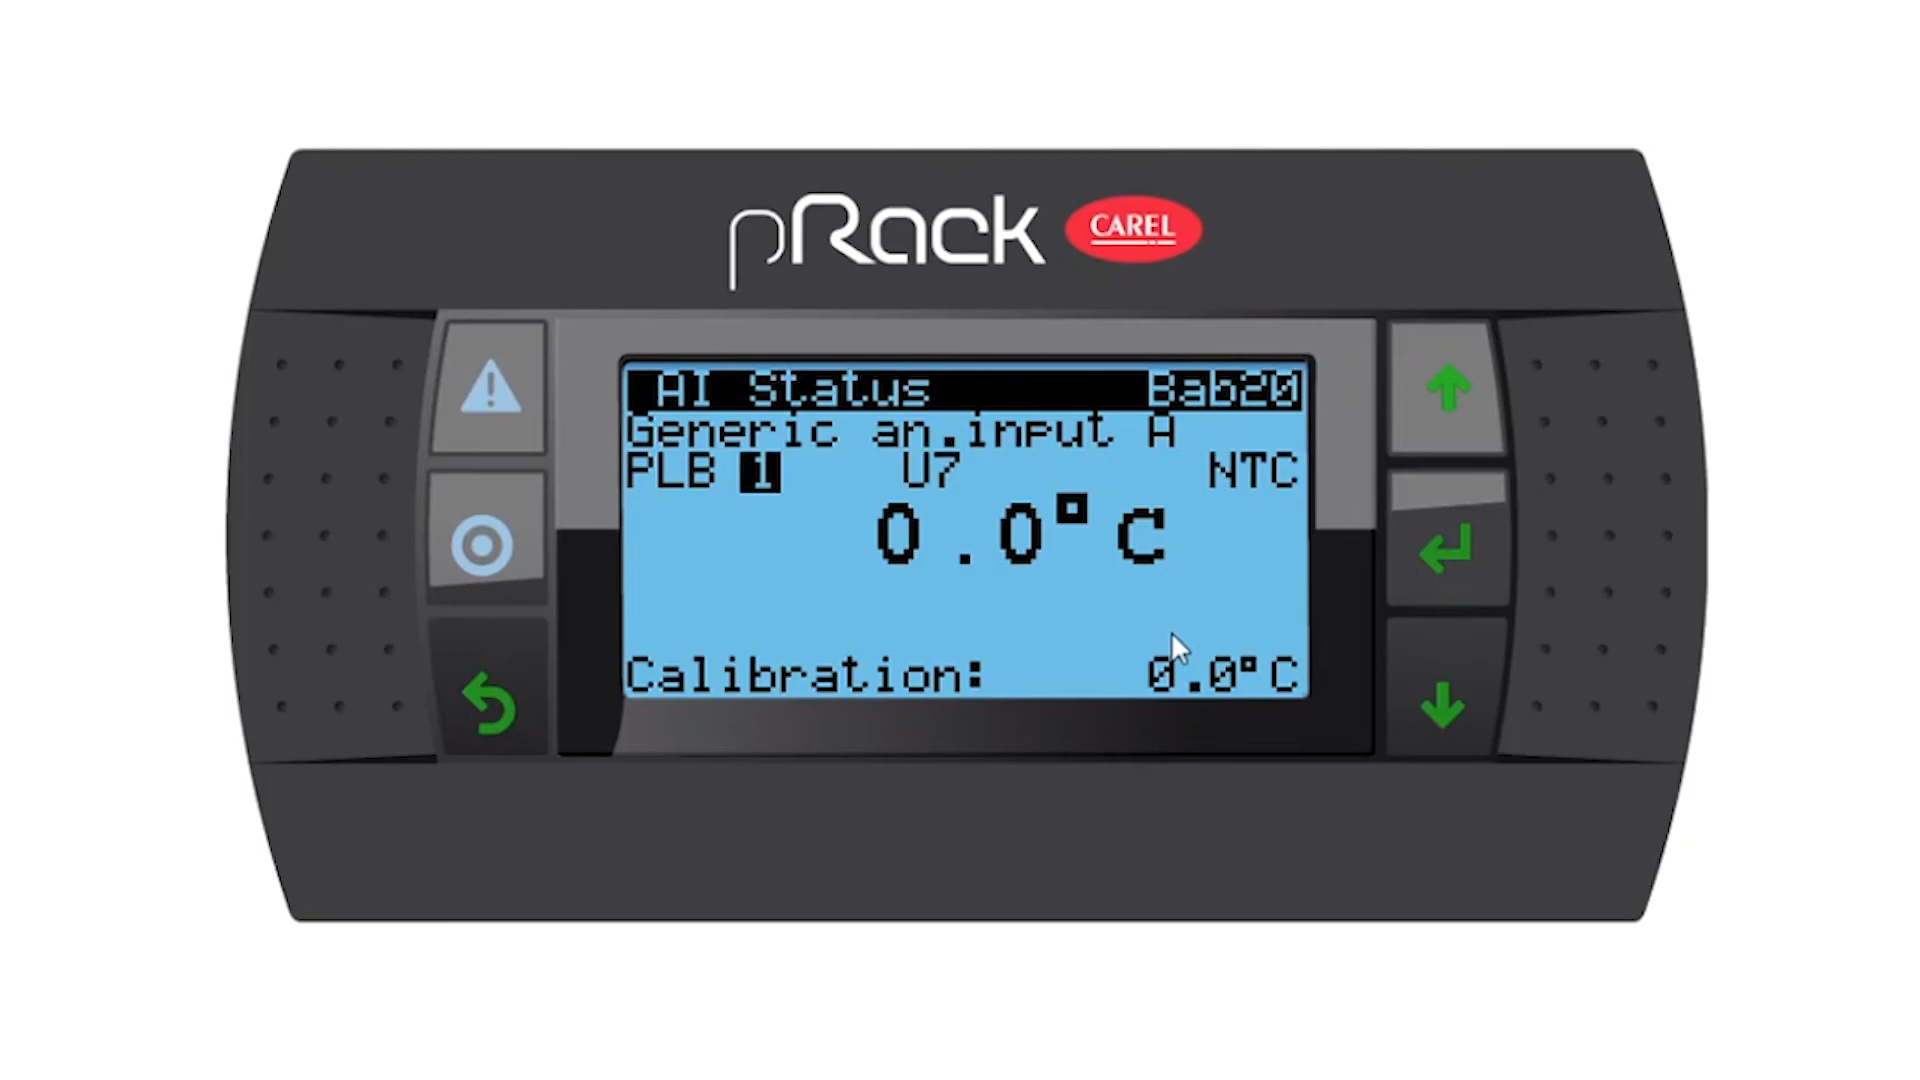 pRack CAREL
AI Status Bab20
Generic an.input A
PLB 1 U7 NTC
0.0°C
Calibration: 0.0°C